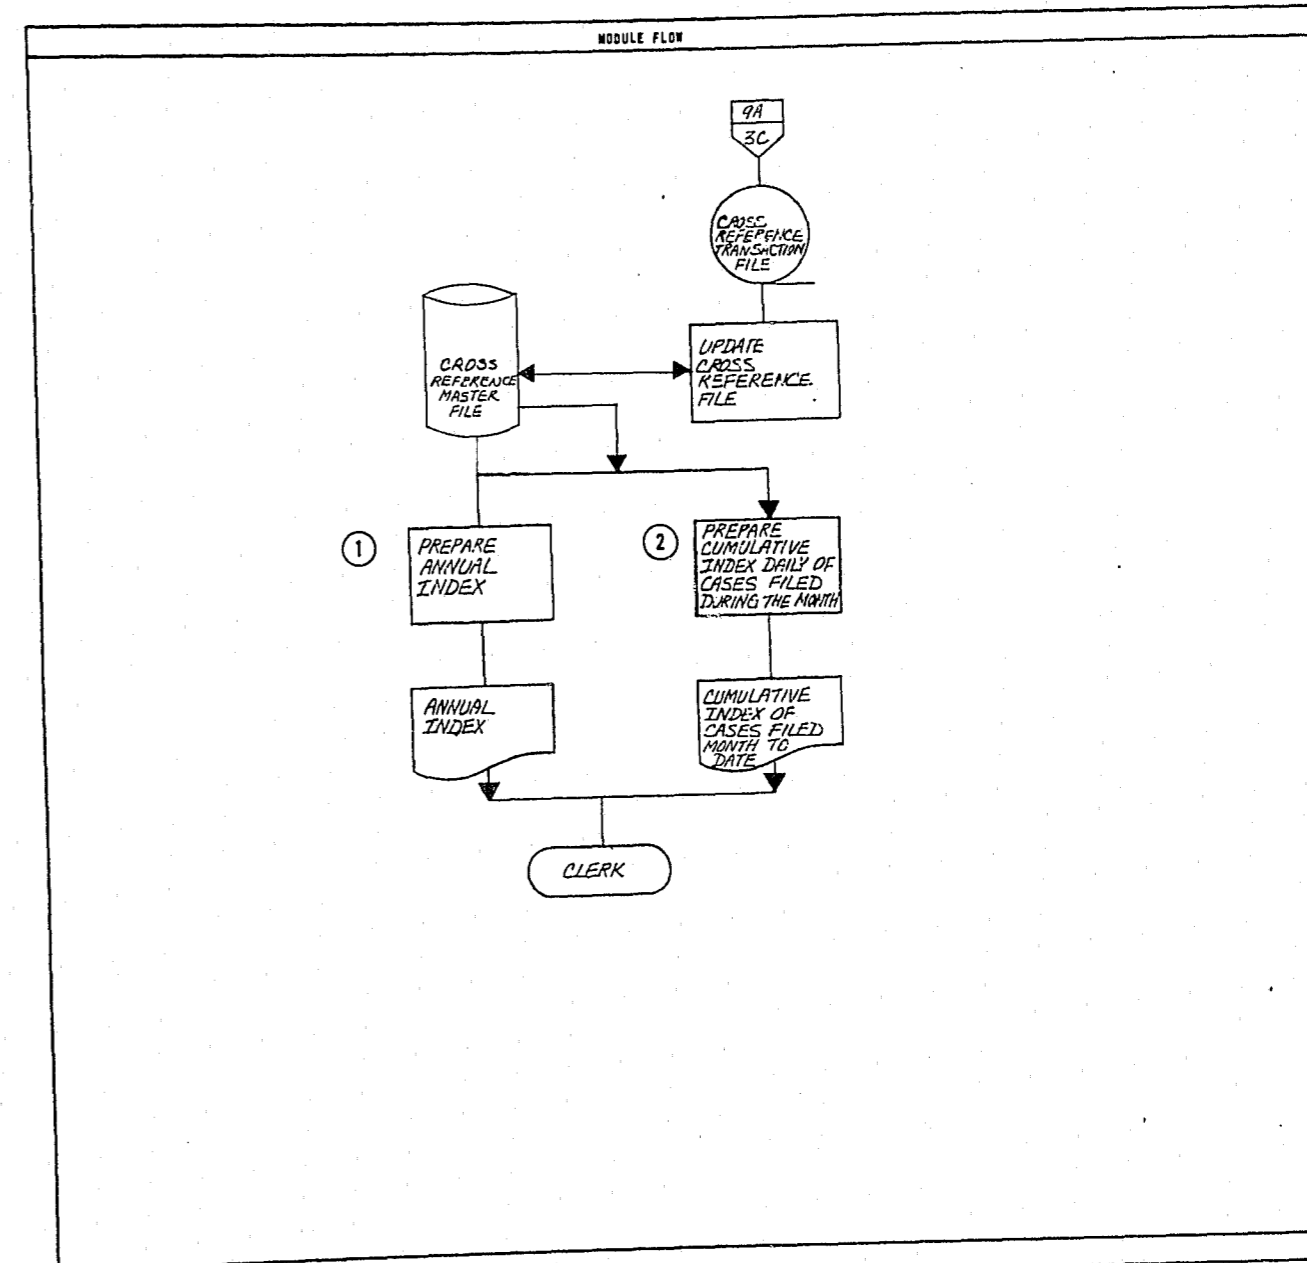 MODULE FLOW
9A
3C
CROSS
REFERENCE
TRANSACTION
FILE
CROSS
REFERENCE
MASTER
FILE
UPDATE
CROSS
REFERENCE
FILE
1
PREPARE
ANNUAL
INDEX
2
PREPARE
CUMULATIVE
INDEX DAILY OF
CASES FILED
DURING THE MONTH
ANNUAL
INDEX
CUMULATIVE
INDEX OF
CASES FILED
MONTH TO
DATE
CLERK